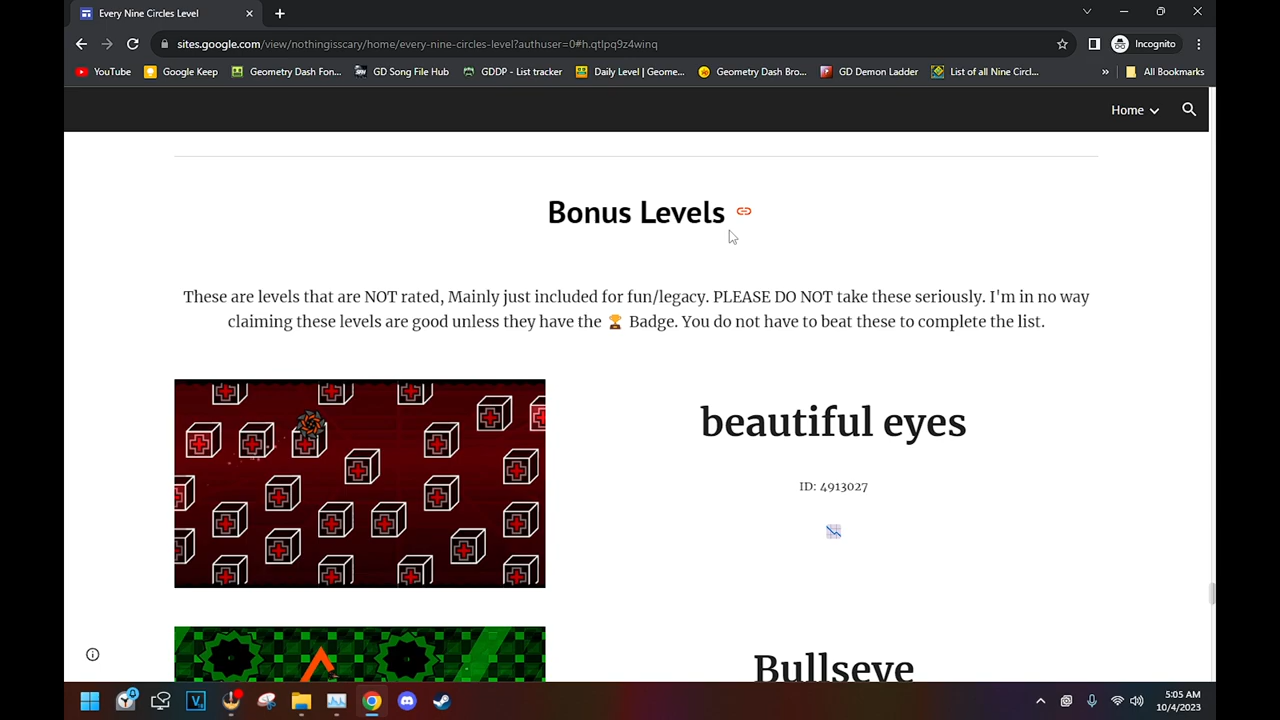 Every Nine Circles Level
sites.google.com/view/nothingisscary/home/every-nine-circles-level?authuser=0#h.qtlpq9z4winq
Incognito
YouTube
Google Keep
Geometry Dash Fon...
GD Song File Hub
GDDP - List tracker
Daily Level | Geome...
Geometry Dash Bro...
GD Demon Ladder
List of all Nine Circl...
»
All Bookmarks
Home
Bonus Levels
These are levels that are NOT rated, Mainly just included for fun/legacy. PLEASE DO NOT take these seriously. I'm in no way
claiming these levels are good unless they have the 🏆 Badge. You do not have to beat these to complete the list.
beautiful eyes
ID: 4913027
Bullseye
5:05 AM
10/4/2023